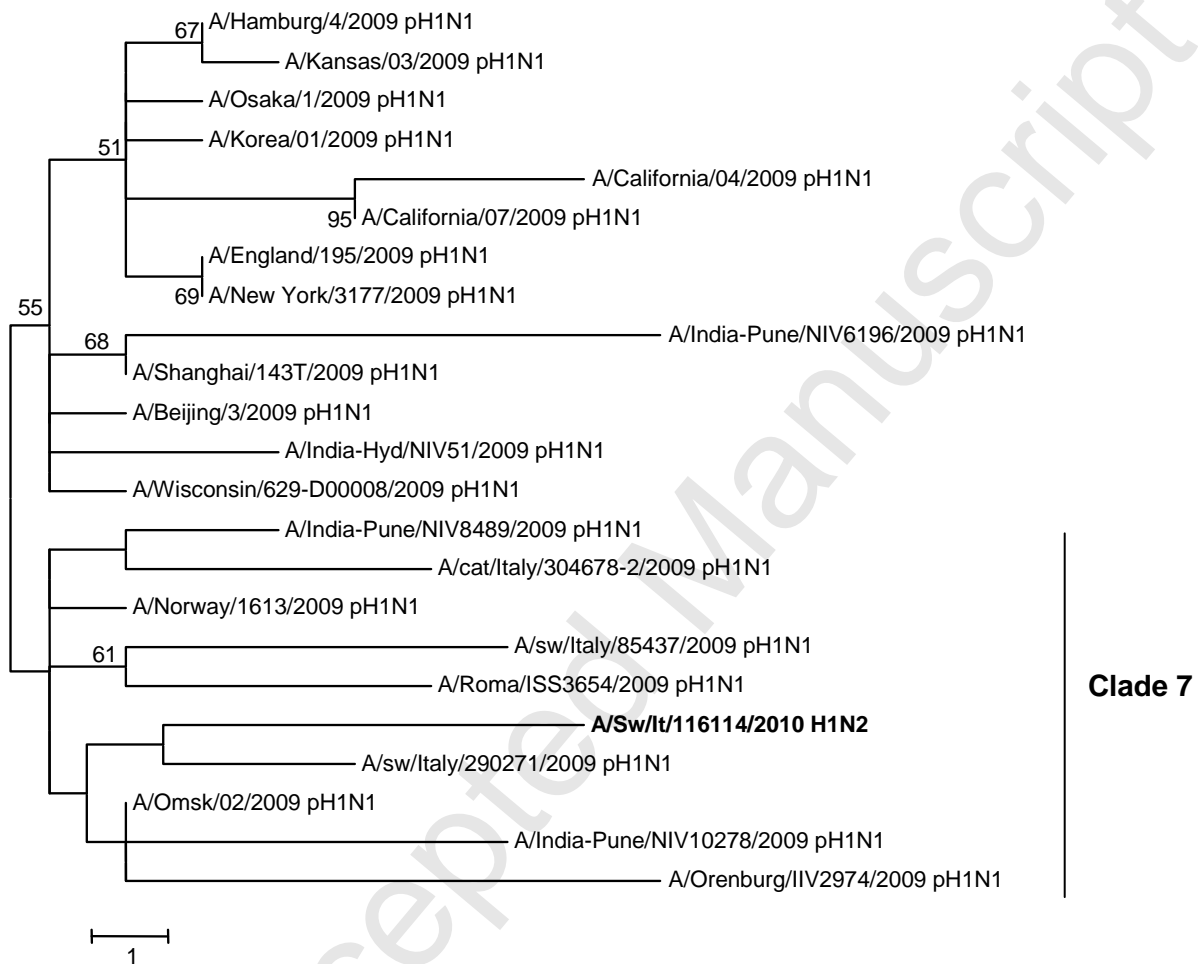 67
A/Hamburg/4/2009 pH1N1
A/Kansas/03/2009 pH1N1
A/Osaka/1/2009 pH1N1
A/Korea/01/2009 pH1N1
51
A/California/04/2009 pH1N1
95
A/California/07/2009 pH1N1
A/England/195/2009 pH1N1
69
A/New York/3177/2009 pH1N1
55
A/India-Pune/NIV6196/2009 pH1N1
68
A/Shanghai/143T/2009 pH1N1
A/Beijing/3/2009 pH1N1
A/India-Hyd/NIV51/2009 pH1N1
A/Wisconsin/629-D00008/2009 pH1N1
A/India-Pune/NIV8489/2009 pH1N1
A/cat/Italy/304678-2/2009 pH1N1
A/Norway/1613/2009 pH1N1
A/sw/Italy/85437/2009 pH1N1
61
A/Roma/ISS3654/2009 pH1N1
Clade 7
A/Sw/It/116114/2010 H1N2
A/sw/Italy/290271/2009 pH1N1
A/Omsk/02/2009 pH1N1
A/India-Pune/NIV10278/2009 pH1N1
A/Orenburg/IIV2974/2009 pH1N1
1
cepted Manuscript